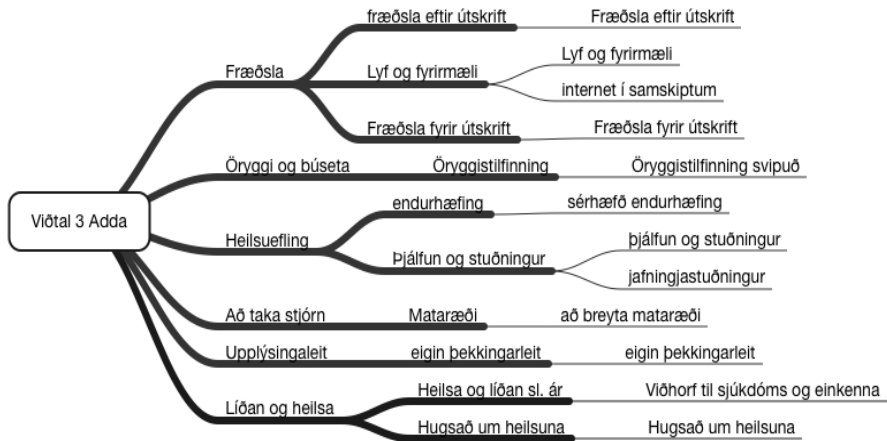 Viðtal 3 Adda
Fræðsla
fræðsla eftir útskrift
Fræðsla eftir útskrift
Lyf og fyrirmæli
Lyf og fyrirmæli
internet í samskiptum
Fræðsla fyrir útskrift
Fræðsla fyrir útskrift
Öryggi og búseta
Öryggistilfinning
Öryggistilfinning svipuð
Heilsuefling
endurhæfing
sérhæfð endurhæfing
Þjálfun og stuðningur
þjálfun og stuðningur
jafningjastuðningur
Að taka stjórn
Mataræði
að breyta mataræði
Upplýsingaleit
eigin þekkingarleit
eigin þekkingarleit
Líðan og heilsa
Heilsa og líðan sl. ár
Viðhorf til sjúkdóms og einkenna
Hugsað um heilsuna
Hugsað um heilsuna